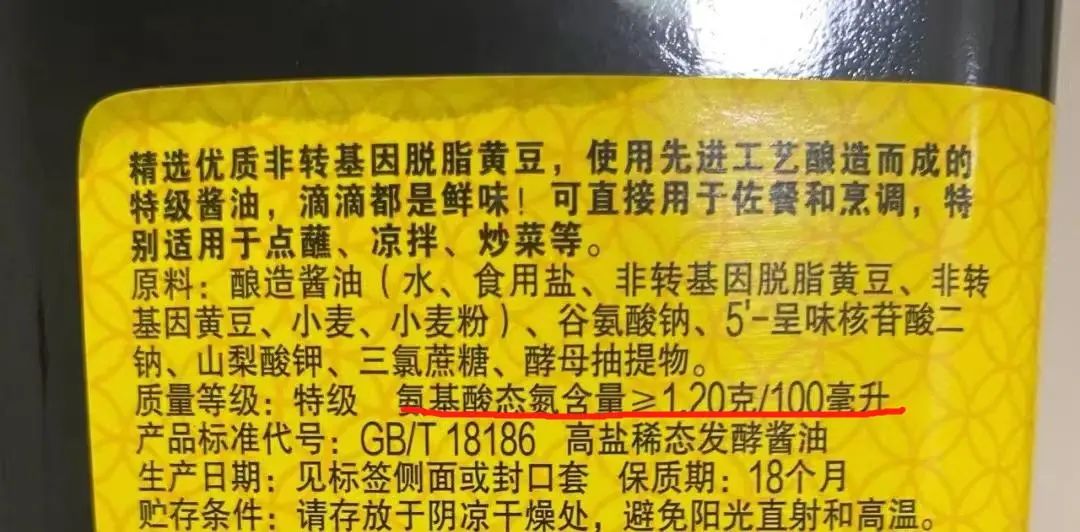 精选优质非转基因脱脂黄豆，使用先进工艺酿造而成的
特级酱油，滴滴都是鲜味！可直接用于佐餐和烹调，特
别适用于点蘸、凉拌、炒菜等。
原料：酿造酱油（水、食用盐、非转基因脱脂黄豆、非转
基因黄豆、小麦、小麦粉）、谷氨酸钠、5'-呈味核苷酸二
钠、山梨酸钾、三氯蔗糖、酵母抽提物。
质量等级：特级 氨基酸态氮含量≥1.20克/100毫升
产品标准代号：GB/T 18186 高盐稀态发酵酱油
生产日期：见标签侧面或封口套 保质期：18个月
贮存条件：请存放于阴凉干燥处，避免阳光直射和高温。